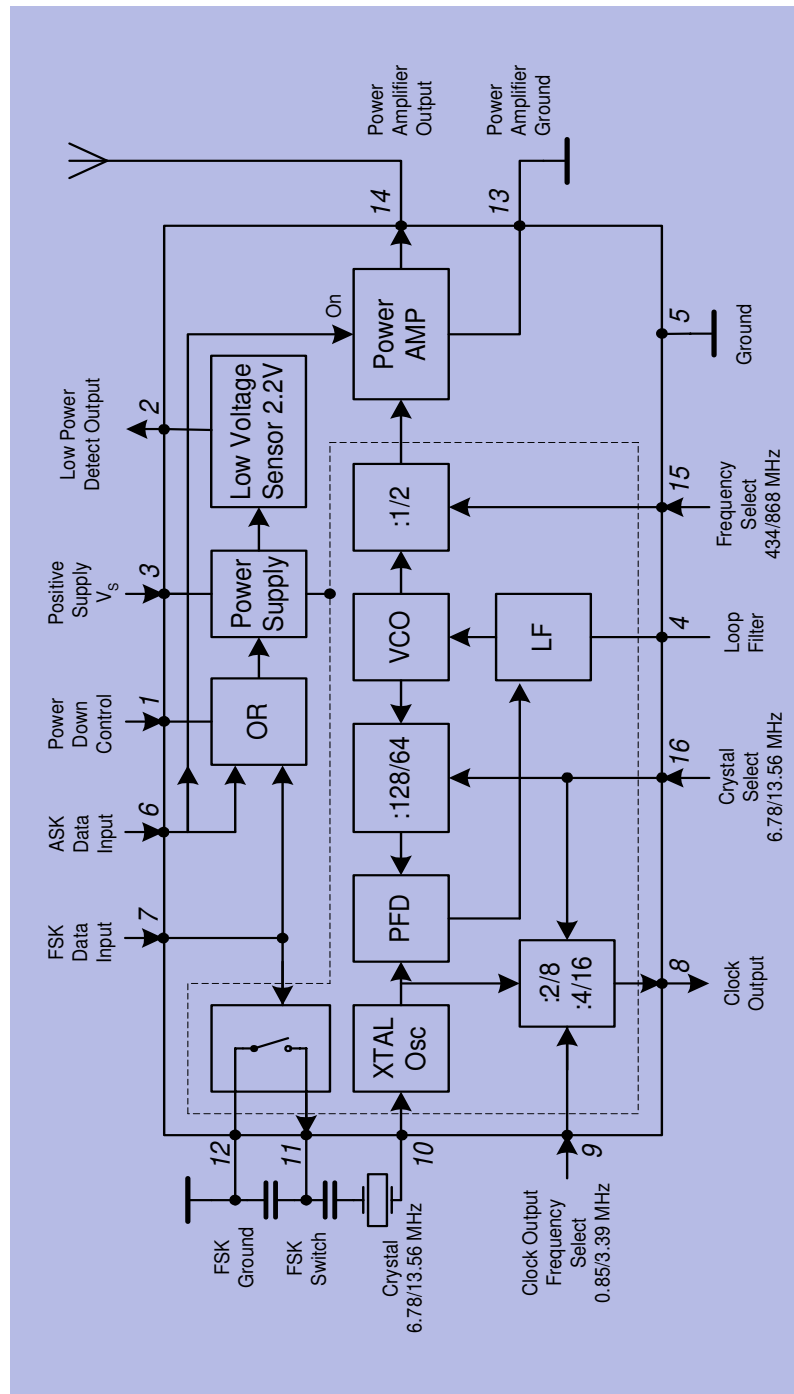 FSK
Data
Input
7
ASK
Data
Input
6
Power
Down
Control
1
Positive
Supply
VS
3
Low Power
Detect Output
2
OR
Power
Supply
Low Voltage
Sensor 2.2V
On
12
FSK
Ground
11
FSK
Switch
10
Crystal
6.78/13.56 MHz
9
Clock Output
Frequency
Select
0.85/3.39 MHz
XTAL
Osc
PFD
:128/64
VCO
:1/2
Power
AMP
14
Power
Amplifier
Output
13
Power
Amplifier
Ground
:2/8
:4/16
LF
8
Clock
Output
16
Crystal
Select
6.78/13.56 MHz
4
Loop
Filter
15
Frequency
Select
434/868 MHz
5
Ground